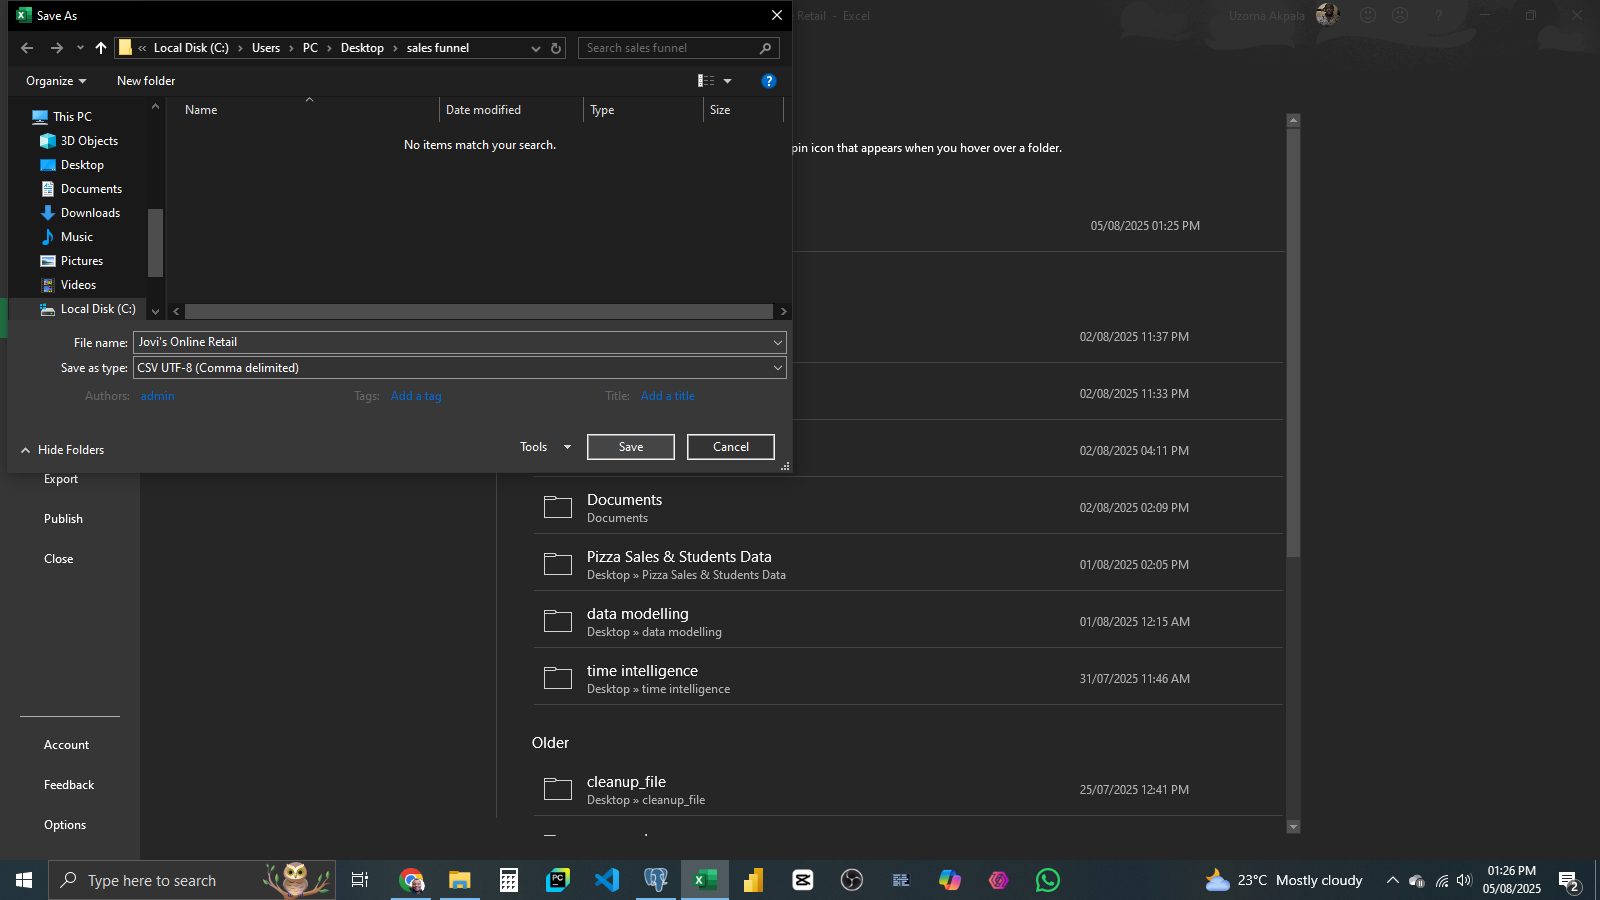 Save As
Retail - Excel
Uzoma Akpala
« Local Disk (C:) › Users › PC › Desktop › sales funnel
Search sales funnel
Organize
New folder
This PC
3D Objects
Desktop
Documents
Downloads
Music
Pictures
Videos
Local Disk (C:)
Name
Date modified
Type
Size
No items match your search.
pin icon that appears when you hover over a folder.
05/08/2025 01:25 PM
02/08/2025 11:37 PM
02/08/2025 11:33 PM
02/08/2025 04:11 PM
File name: Jovi's Online Retail
Save as type: CSV UTF-8 (Comma delimited)
Authors: admin
Tags: Add a tag
Title: Add a title
Hide Folders
Tools
Save
Cancel
Export
Publish
Close
Account
Feedback
Options
Documents
Documents
02/08/2025 02:09 PM
Pizza Sales & Students Data
Desktop » Pizza Sales & Students Data
01/08/2025 02:05 PM
data modelling
Desktop » data modelling
01/08/2025 12:15 AM
time intelligence
Desktop » time intelligence
31/07/2025 11:46 AM
Older
cleanup_file
Desktop » cleanup_file
25/07/2025 12:41 PM
Type here to search
PC
23°C Mostly cloudy
01:26 PM
05/08/2025
2